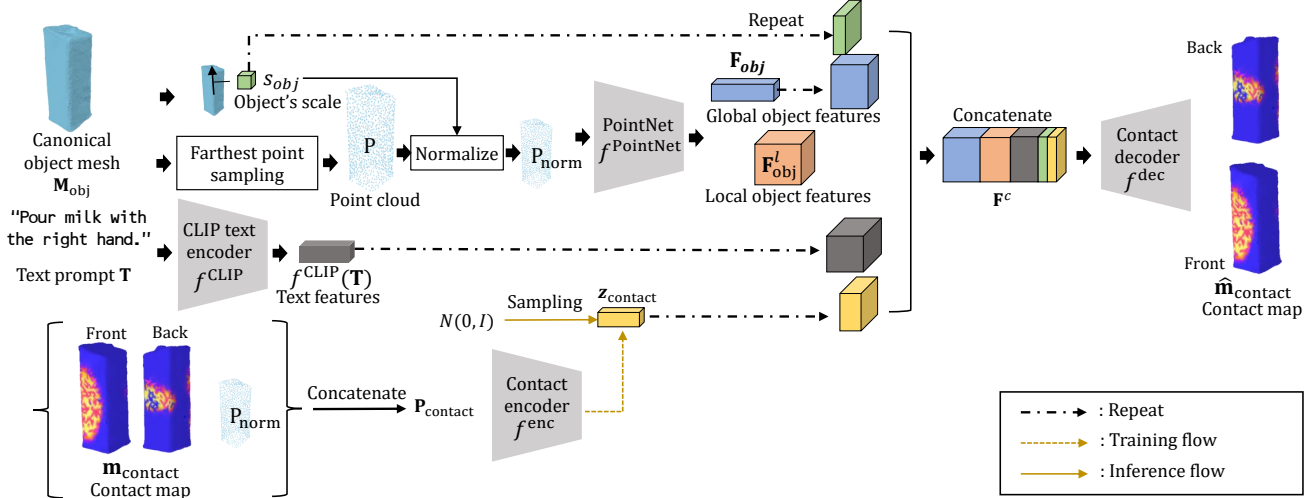 Repeat
Back
s_obj
Object's scale
F_obj
Global object features
Canonical
object mesh
M_obj
Farthest point
sampling
P
Point cloud
Normalize
P_norm
PointNet
f^PointNet
F^l_obj
Local object features
Concatenate
F^c
Contact
decoder
f^dec
"Pour milk with
the right hand."
Text prompt T
CLIP text
encoder
f^CLIP
f^CLIP(T)
Text features
Front
m̂_contact
Contact map
Sampling
z_contact
N(0, I)
Front
Back
P_norm
m_contact
Contact map
Concatenate
P_contact
Contact
encoder
f^enc
: Repeat
: Training flow
: Inference flow